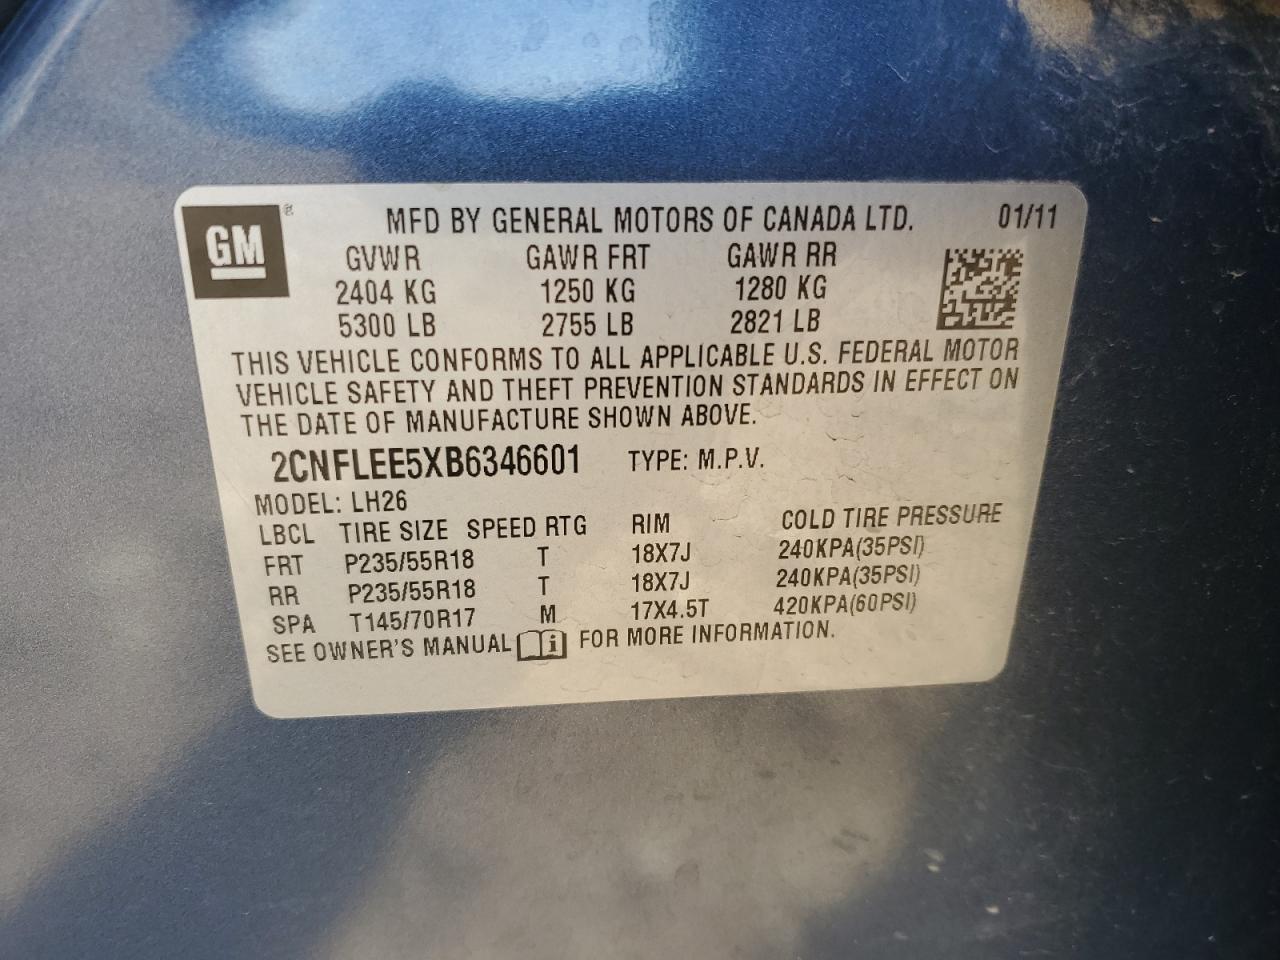 GM ®
MFD BY GENERAL MOTORS OF CANADA LTD. 01/11
GVWR GAWR FRT GAWR RR
2404 KG 1250 KG 1280 KG
5300 LB 2755 LB 2821 LB
THIS VEHICLE CONFORMS TO ALL APPLICABLE U.S. FEDERAL MOTOR
VEHICLE SAFETY AND THEFT PREVENTION STANDARDS IN EFFECT ON
THE DATE OF MANUFACTURE SHOWN ABOVE.
2CNFLEE5XB6346601 TYPE: M.P.V.
MODEL: LH26
LBCL TIRE SIZE SPEED RTG RIM COLD TIRE PRESSURE
FRT P235/55R18 T 18X7J 240KPA(35PSI)
RR P235/55R18 T 18X7J 240KPA(35PSI)
SPA T145/70R17 M 17X4.5T 420KPA(60PSI)
SEE OWNER'S MANUAL i FOR MORE INFORMATION.